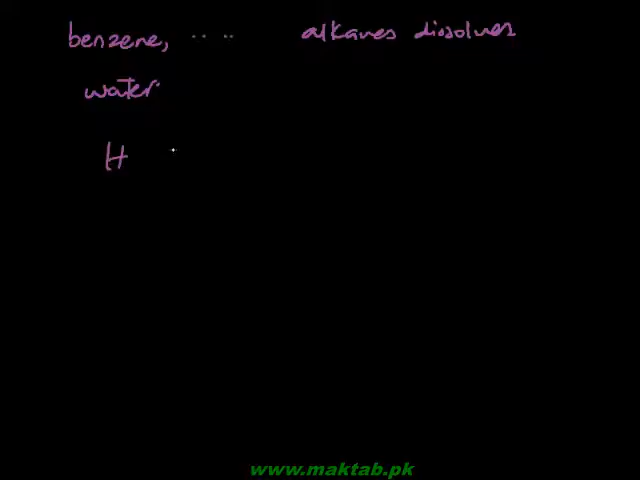 benzene, .. .. alkanes dissolves
water
H
www.maktab.pk